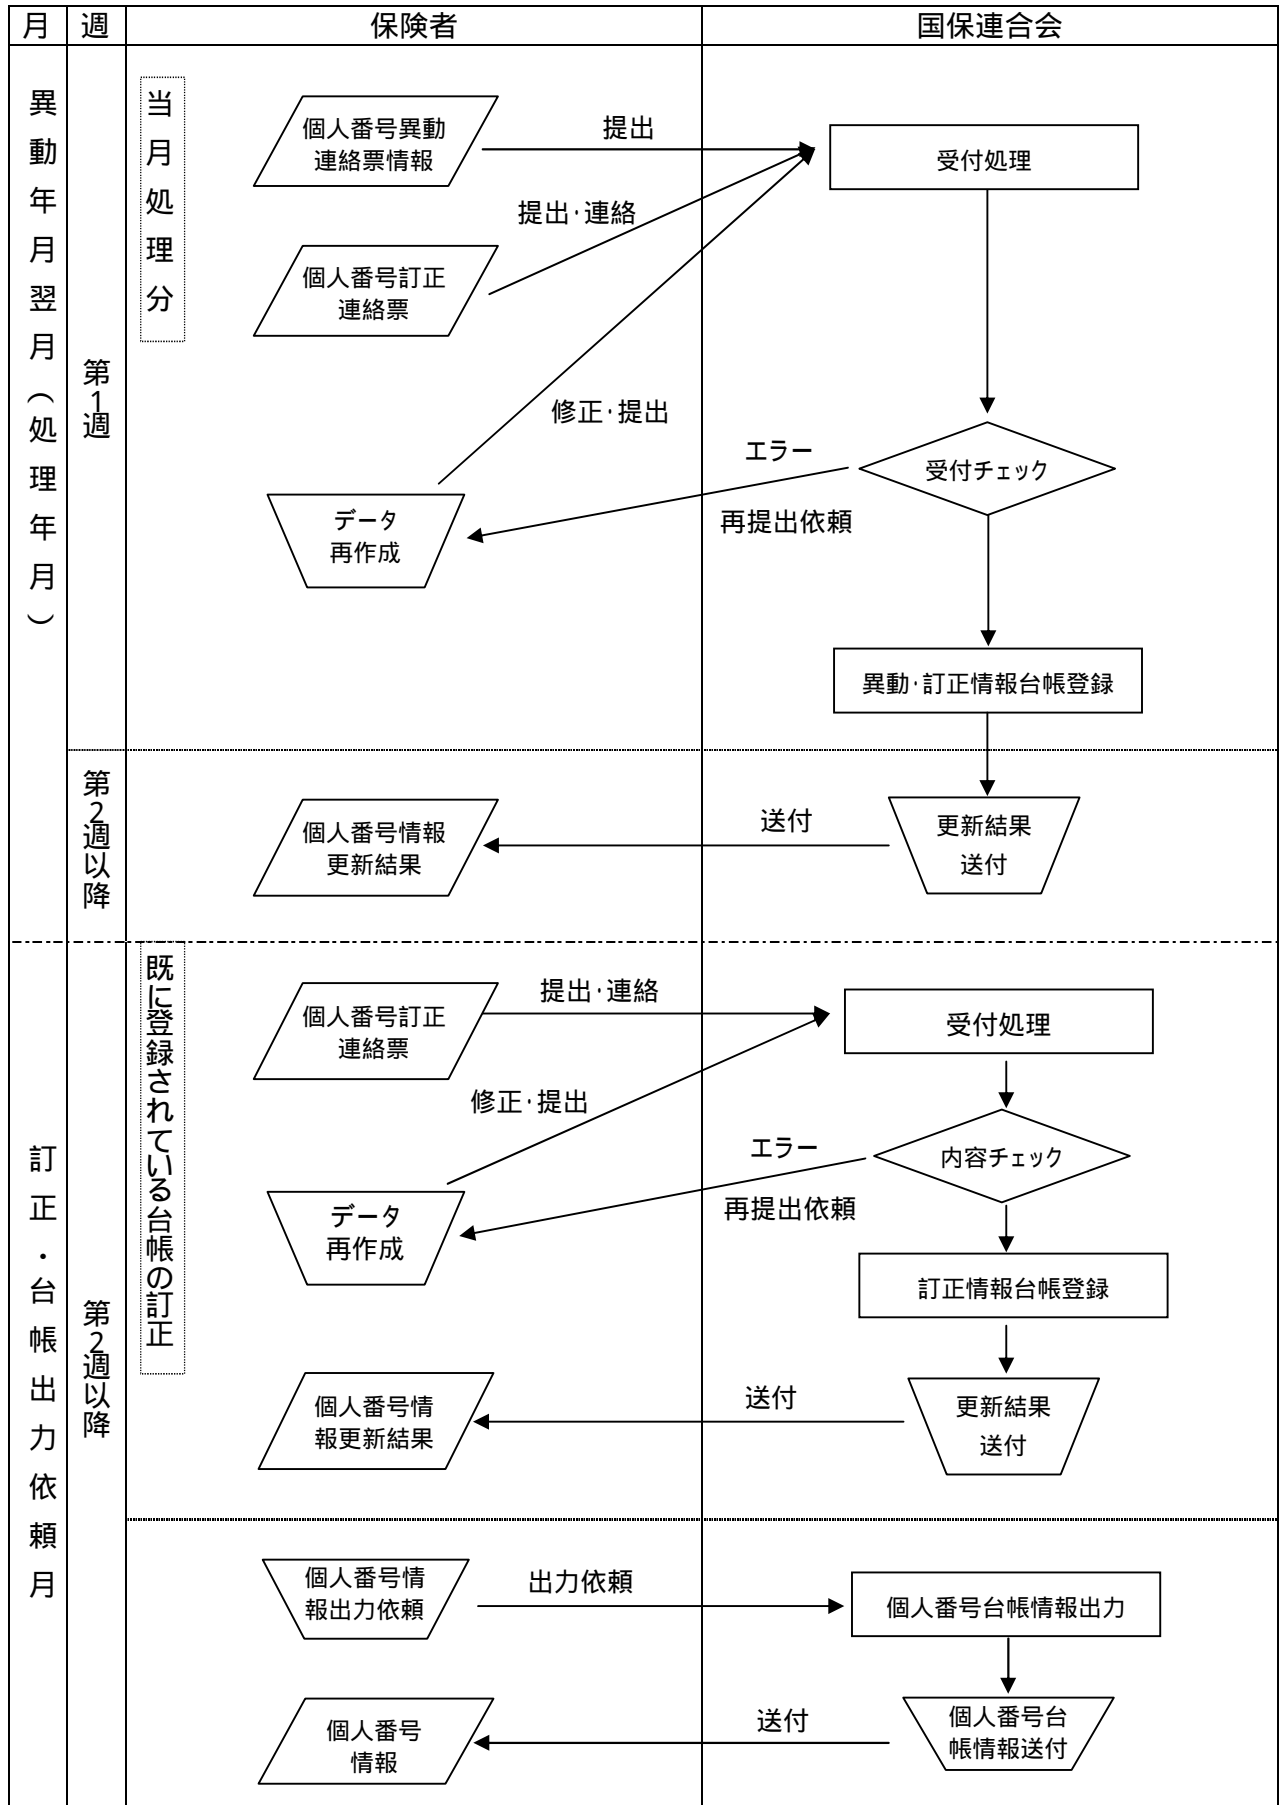 月
週
保険者
国保連合会
異動年月翌月（処理年月）
第1週
当月処理分
個人番号異動
連絡票情報
提出
受付処理
提出・連絡
個人番号訂正
連絡票
修正・提出
エラー
受付チェック
再提出依頼
データ
再作成
異動・訂正情報台帳登録
第2週以降
個人番号情報
更新結果
送付
更新結果
送付
訂正・台帳出力依頼月
第2週以降
既に登録されている台帳の訂正
個人番号訂正
連絡票
提出・連絡
受付処理
修正・提出
エラー
内容チェック
再提出依頼
データ
再作成
訂正情報台帳登録
個人番号情
報更新結果
送付
更新結果
送付
個人番号情
報出力依頼
出力依頼
個人番号台帳情報出力
個人番号
情報
送付
個人番号台
帳情報送付